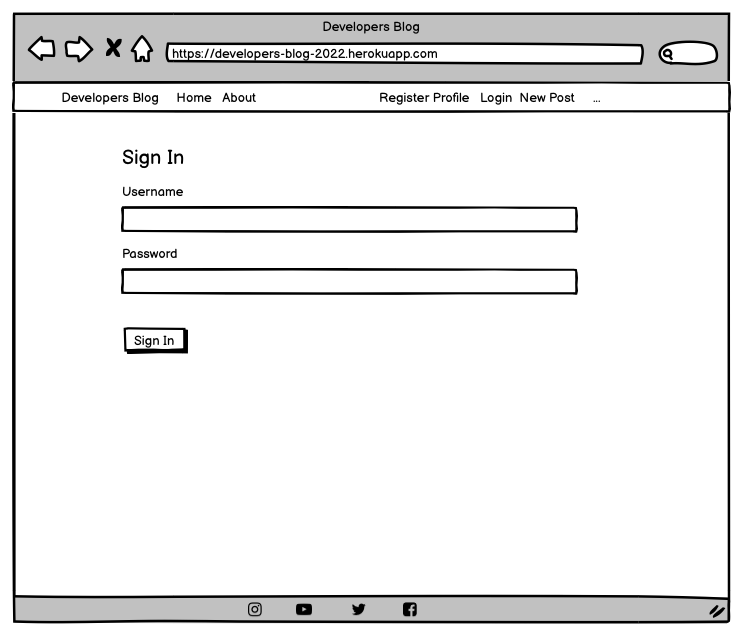 Developers Blog
https://developers-blog-2022.herokuapp.com
Developers Blog Home About Register Profile Login New Post ...
Sign In
Username
Password
Sign In